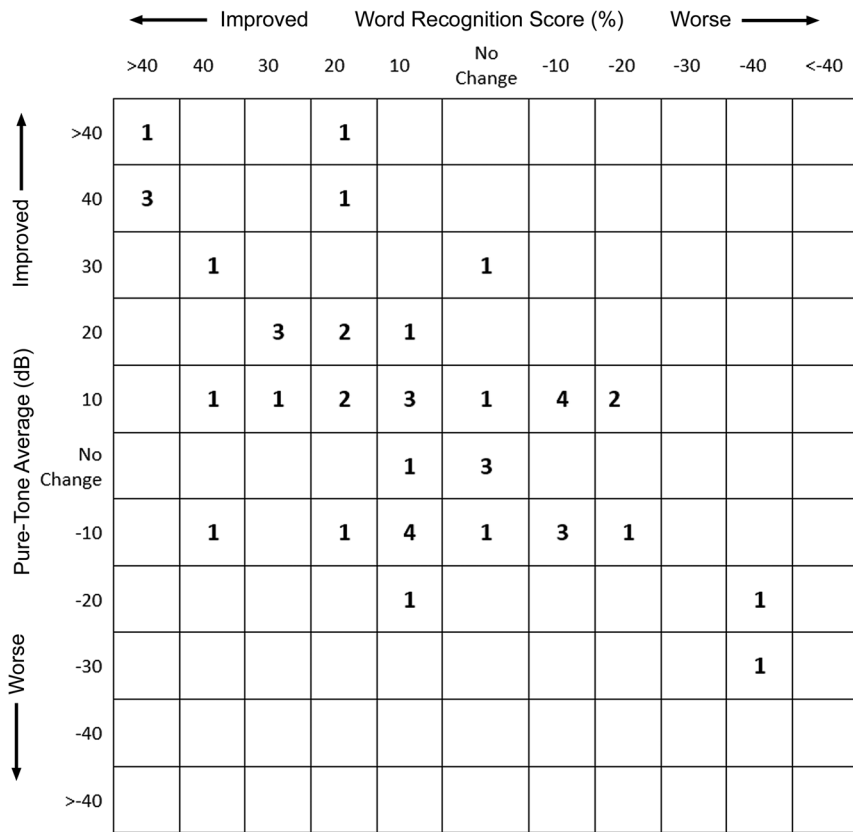 Improved Word Recognition Score (%) Worse
>40 40 30 20 10 No Change -10 -20 -30 -40 <-40
Improved
Pure-Tone Average (dB)
Worse
>40 1 1
40 3 1
30 1 1
20 3 2 1
10 1 1 2 3 1 4 2
No Change 1 3
-10 1 1 4 1 3 1
-20 1 1
-30 1
-40
>-40